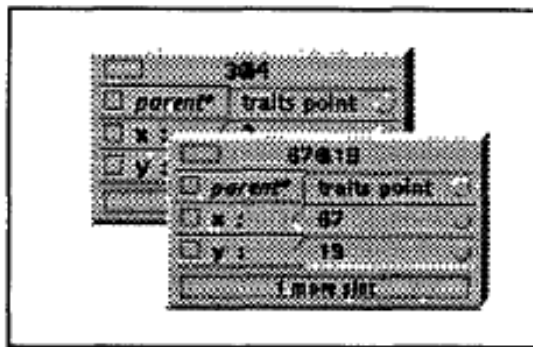 3@4
parent* traits point
x :
y :
67@19
parent* traits point
x : 67
y : 19
1 more slot